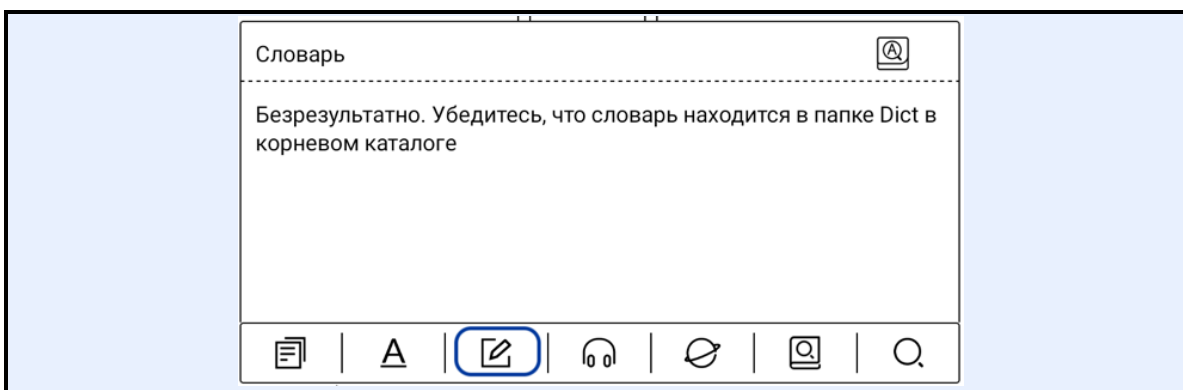 Словарь
Безрезультатно. Убедитесь, что словарь находится в папке Dict в
корневом каталоге